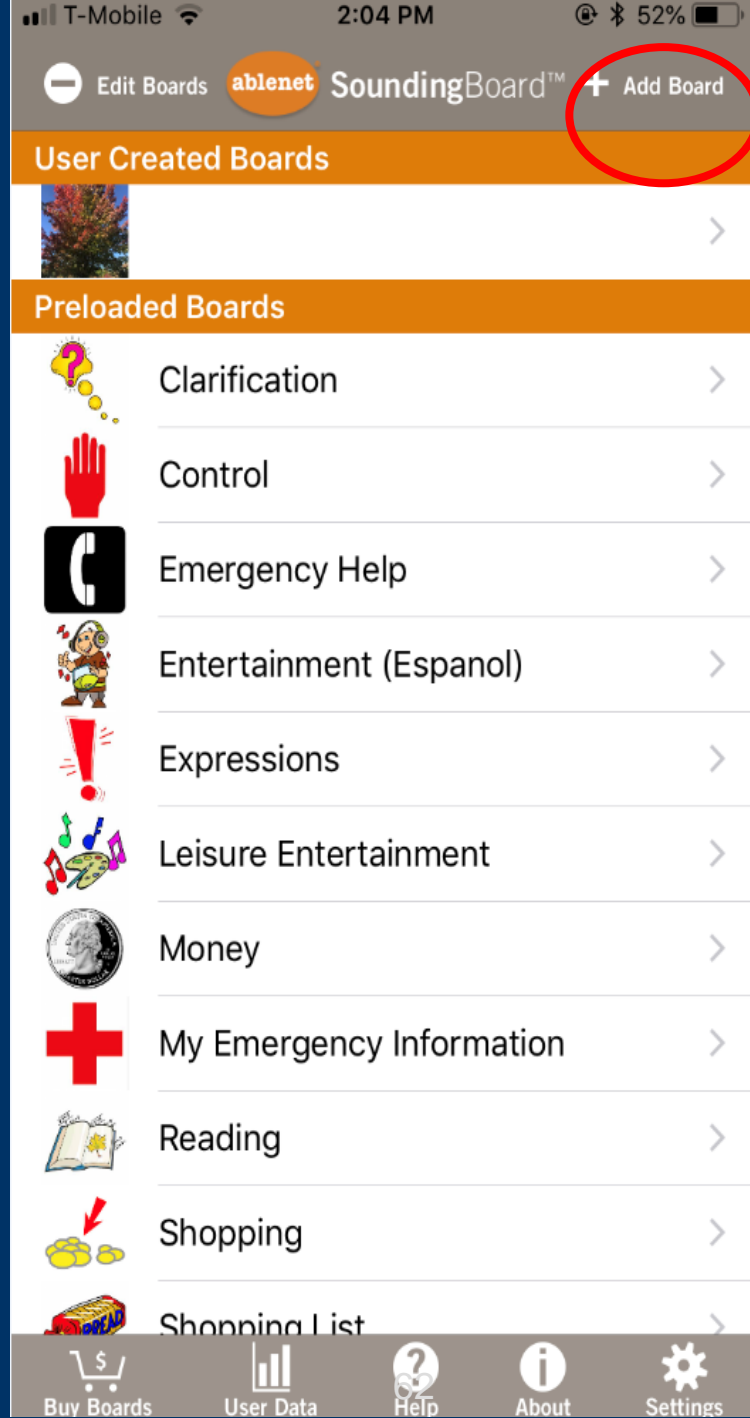 T-Mobile 2:04 PM 52%
Edit Boards ablenet SoundingBoard™ + Add Board
User Created Boards
Preloaded Boards
Clarification
Control
Emergency Help
Entertainment (Espanol)
Expressions
Leisure Entertainment
Money
My Emergency Information
Reading
Shopping
BREAD
Shopping List
62
Buy Boards User Data Help About Settings